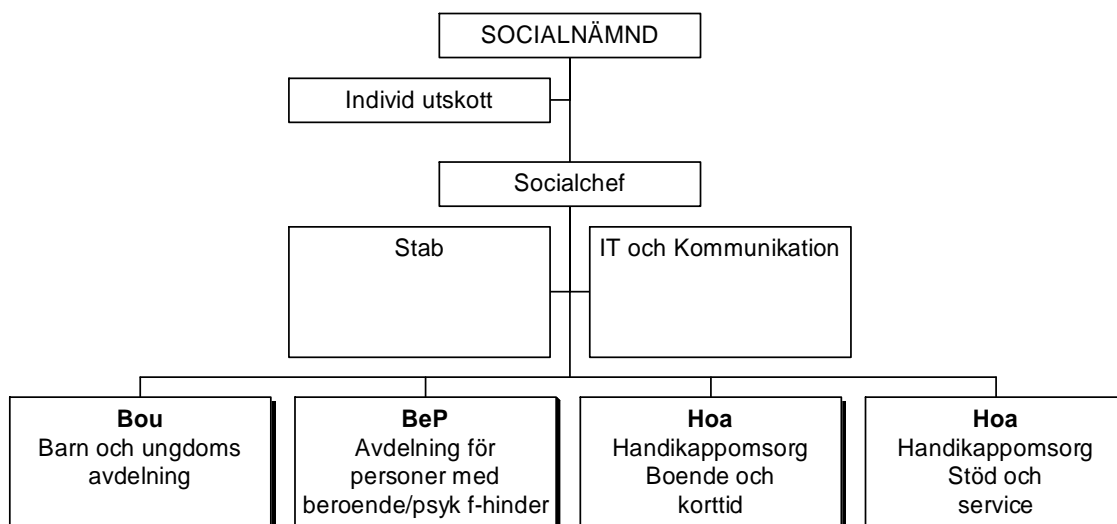 SOCIALNÄMND
Individ utskott
Socialchef
Stab
IT och Kommunikation
Bou
Barn och ungdoms
avdelning
BeP
Avdelning för
personer med
beroende/psyk f-hinder
Hoa
Handikappomsorg
Boende och
korttid
Hoa
Handikappomsorg
Stöd och
service